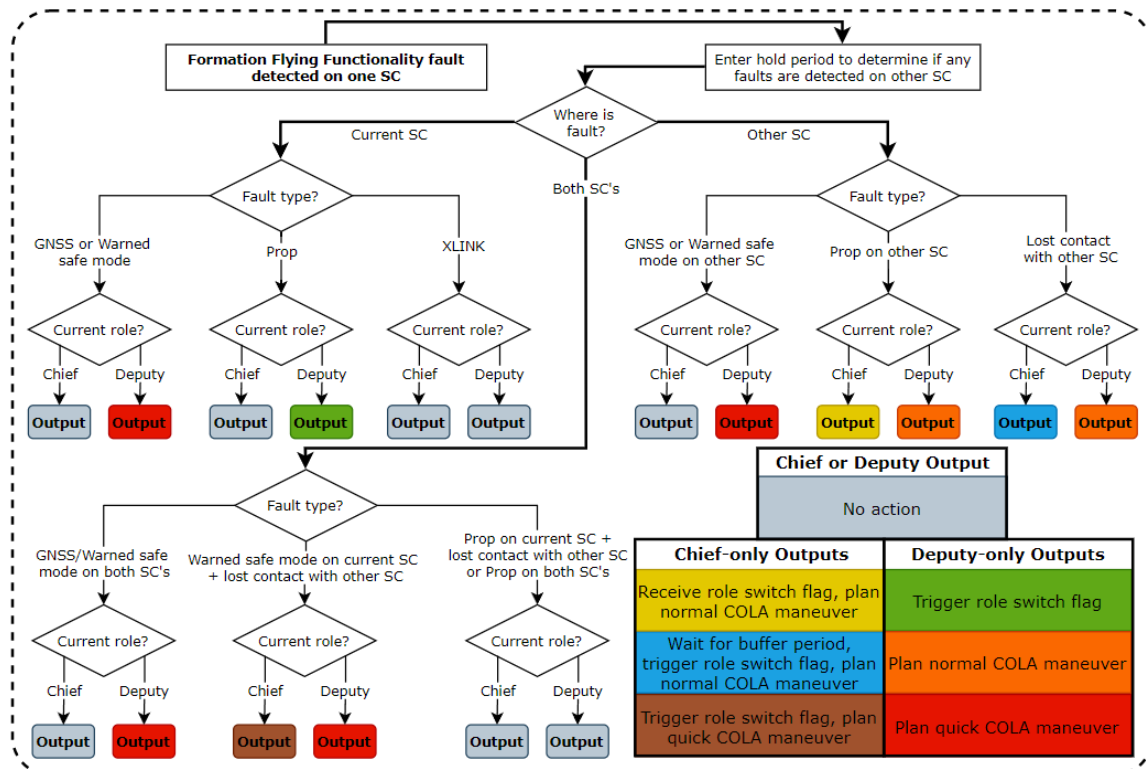 Formation Flying Functionality fault
detected on one SC
Enter hold period to determine if any
faults are detected on other SC
Where is
fault?
Current SC
Other SC
Both SC's
Fault type?
Fault type?
GNSS or Warned
safe mode
Prop
XLINK
GNSS or Warned safe
mode on other SC
Prop on other SC
Lost contact
with other SC
Current role?
Current role?
Current role?
Current role?
Current role?
Current role?
Chief
Deputy
Chief
Deputy
Chief
Deputy
Chief
Deputy
Chief
Deputy
Chief
Deputy
Output
Output
Output
Output
Output
Output
Output
Output
Output
Output
Output
Output
Fault type?
GNSS/Warned safe
mode on both SC's
Warned safe mode on current SC
+ lost contact with other SC
Prop on current SC +
lost contact with other SC
or Prop on both SC's
Current role?
Current role?
Current role?
Chief
Deputy
Chief
Deputy
Chief
Deputy
Output
Output
Output
Output
Output
Output
Chief or Deputy Output
No action
Chief-only Outputs
Deputy-only Outputs
Receive role switch flag, plan
normal COLA maneuver
Trigger role switch flag
Wait for buffer period,
trigger role switch flag, plan
normal COLA maneuver
Plan normal COLA maneuver
Trigger role switch flag, plan
quick COLA maneuver
Plan quick COLA maneuver